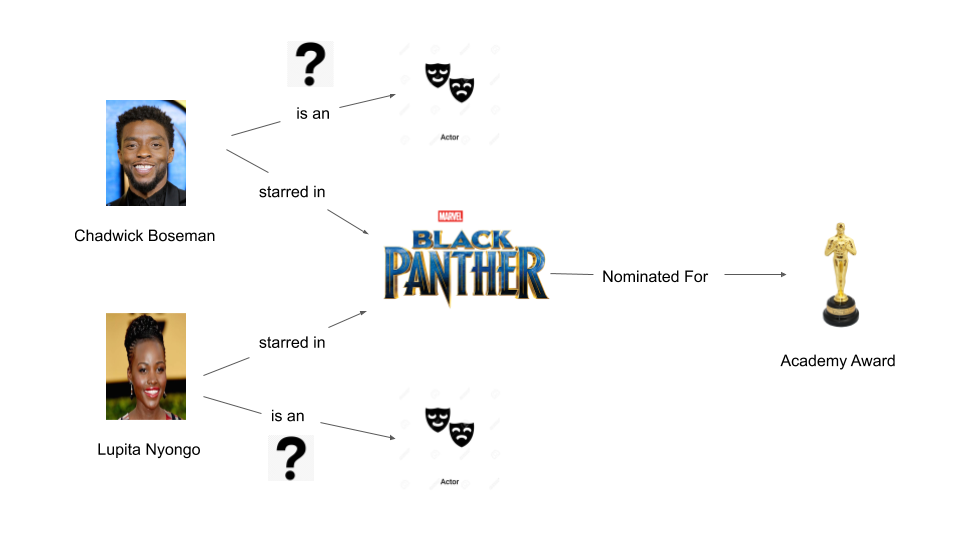 ?
is an
Actor
Chadwick Boseman
starred in
MARVEL
BLACK
PANTHER
Nominated For
Academy Award
starred in
Lupita Nyongo
is an
?
Actor